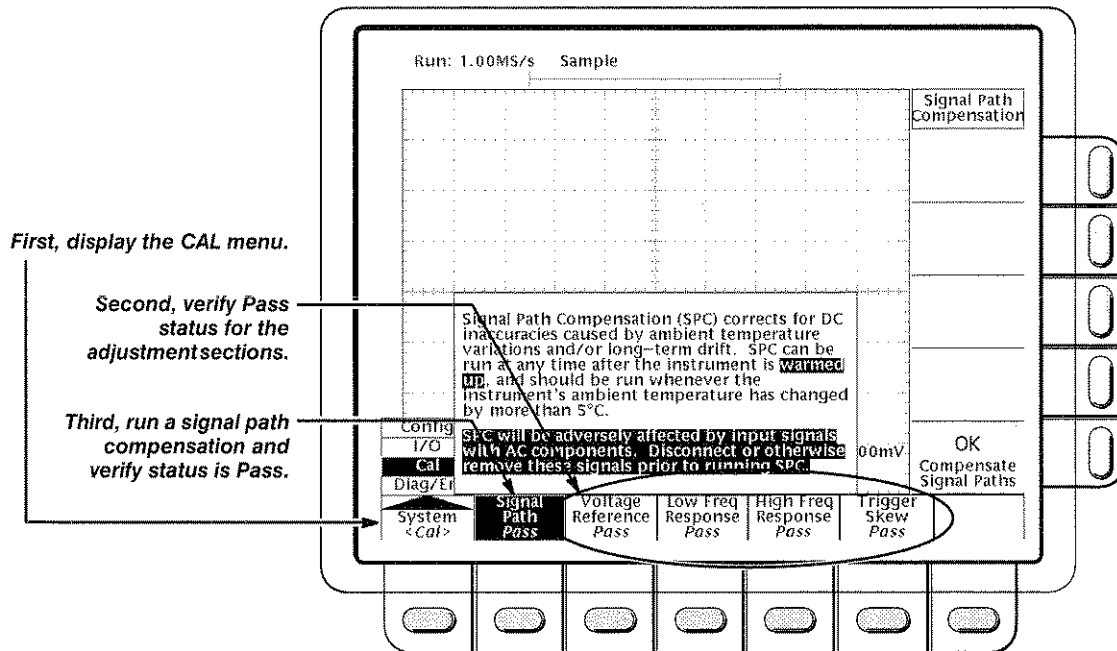 Run: 1.00MS/s Sample
Signal Path
Compensation
First, display the CAL menu.
Second, verify Pass
status for the
adjustment sections.
Third, run a signal path
compensation and
verify status is Pass.
Signal Path Compensation (SPC) corrects for DC
inaccuracies caused by ambient temperature
variations and/or long-term drift. SPC can be
run at any time after the instrument is warmed
up, and should be run whenever the
instrument's ambient temperature has changed
by more than 5°C.
SPC will be adversely affected by input signals
with AC components. Disconnect or otherwise
remove these signals prior to running SPC.
Config
I/O
Cal
Diag/Er
00mV
OK
Compensate
Signal Paths
System
<Cal>
Signal
Path
Pass
Voltage
Reference
Pass
Low Freq
Response
Pass
High Freq
Response
Pass
Trigger
Skew
Pass